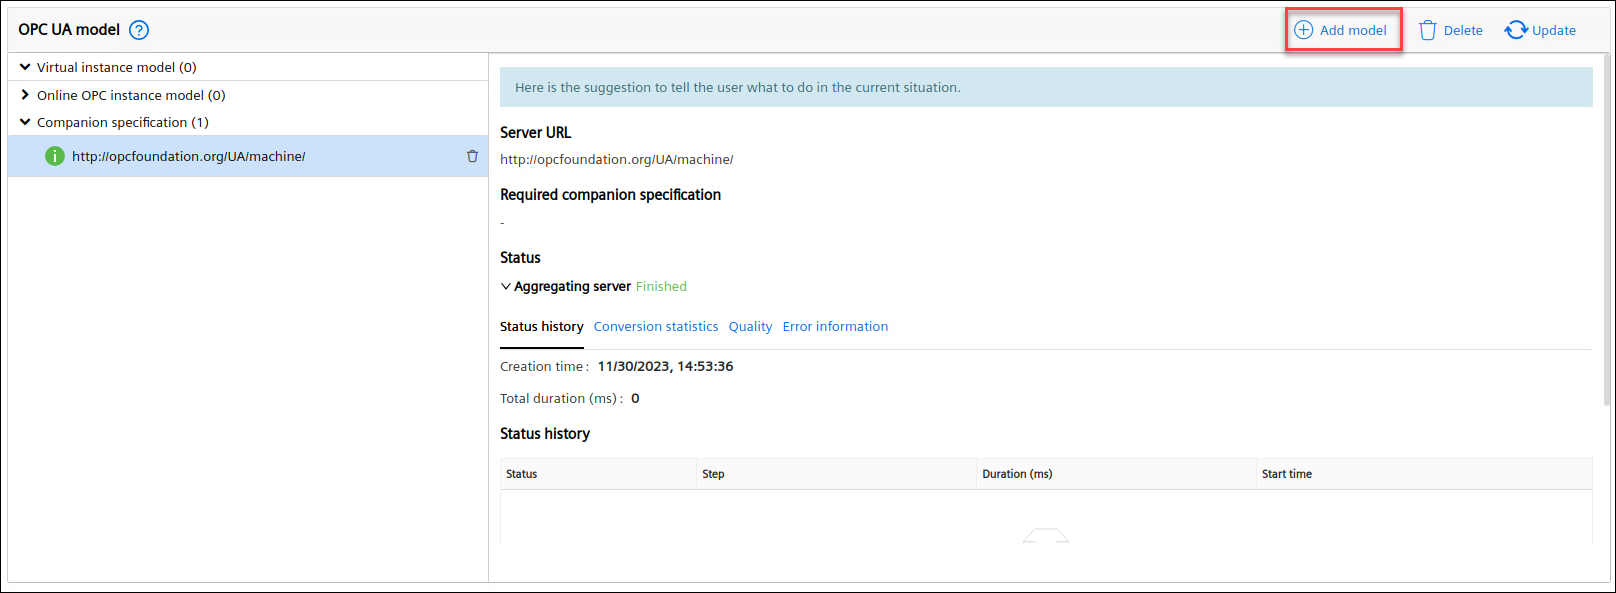 OPC UA model ?
Add model Delete Update
Virtual instance model (0)
Online OPC instance model (0)
Companion specification (1)
http://opcfoundation.org/UA/machine/
Here is the suggestion to tell the user what to do in the current situation.
Server URL
http://opcfoundation.org/UA/machine/
Required companion specification
-
Status
Aggregating server Finished
Status history Conversion statistics Quality Error information
Creation time : 11/30/2023, 14:53:36
Total duration (ms) : 0
Status history
Status Step Duration (ms) Start time